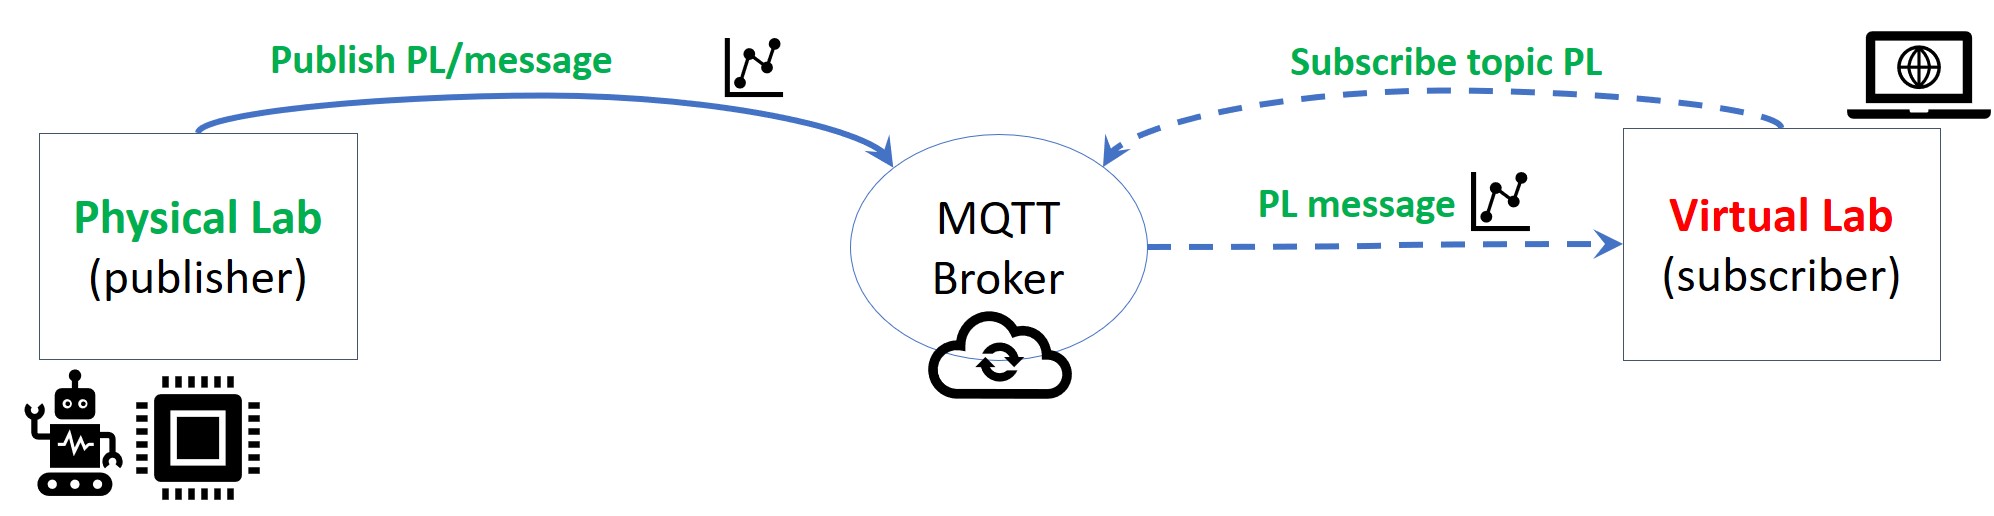 Publish PL/message
Subscribe topic PL
Physical Lab
(publisher)
MQTT
Broker
PL message
Virtual Lab
(subscriber)